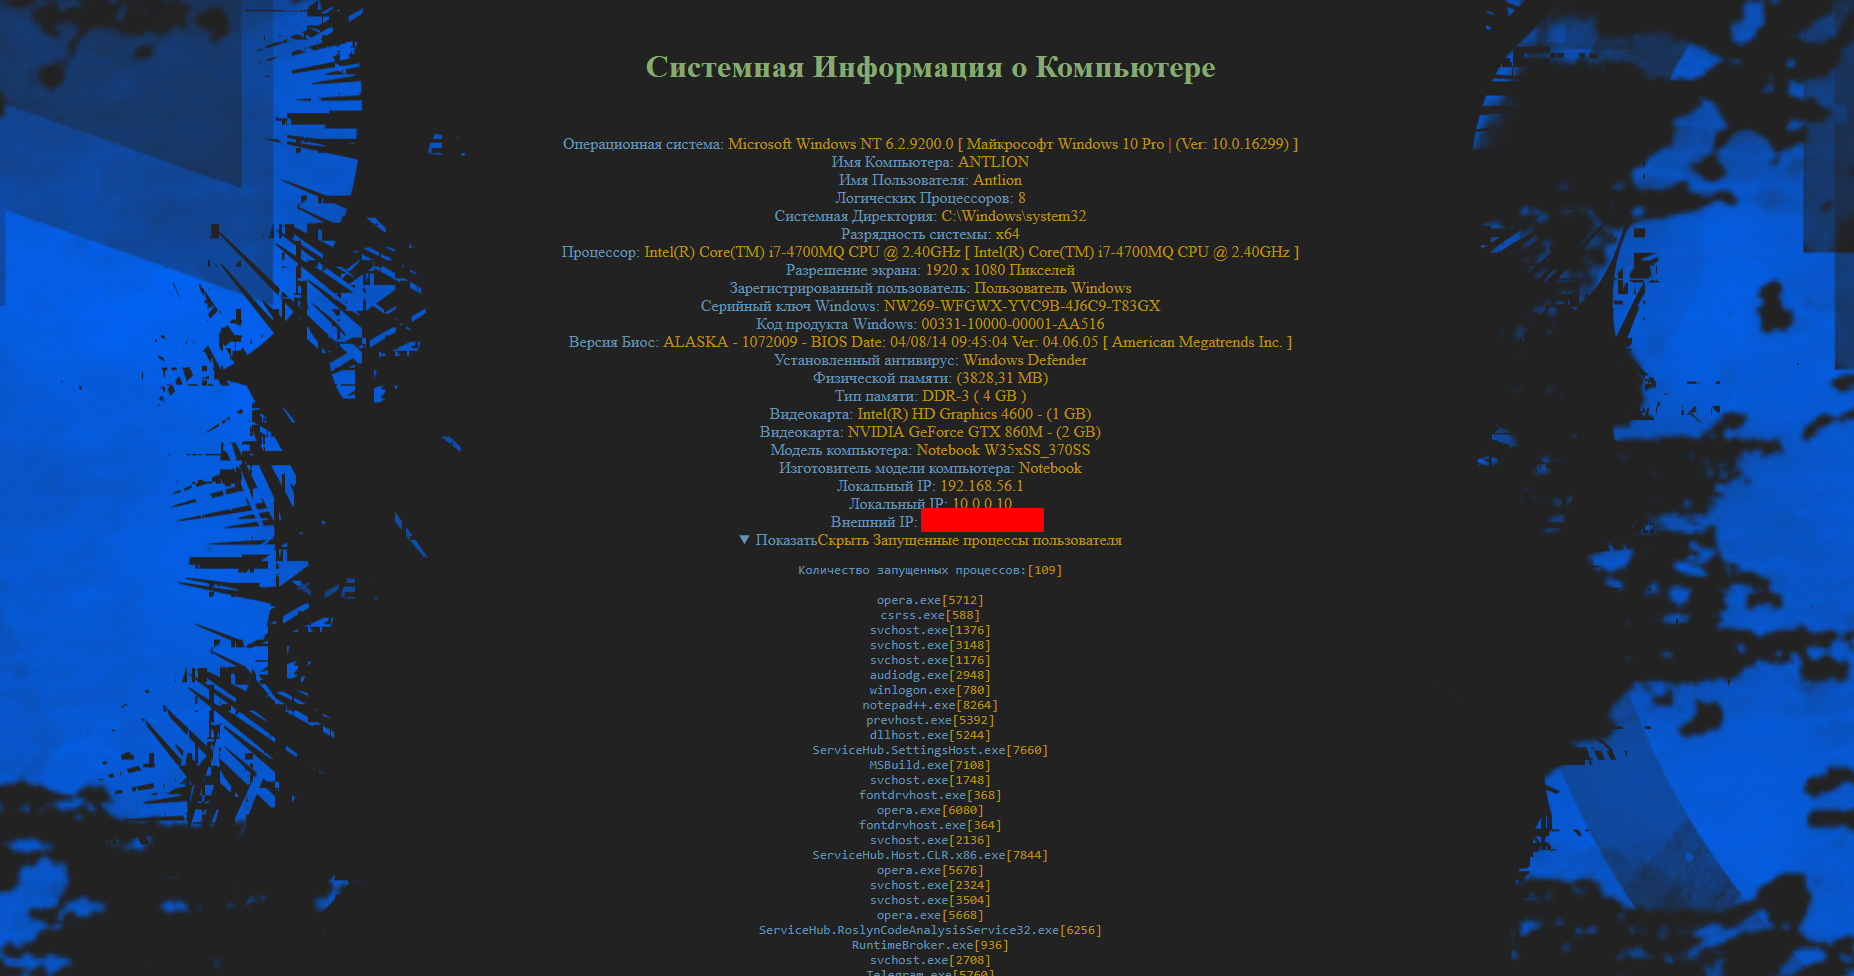 Системная Информация о Компьютере
Операционная система: Microsoft Windows NT 6.2.9200.0 [ Майкрософт Windows 10 Pro | (Ver: 10.0.16299) ]
Имя Компьютера: ANTLION
Имя Пользователя: Antlion
Логических Процессоров: 8
Системная Директория: C:\Windows\system32
Разрядность системы: x64
Процессор: Intel(R) Core(TM) i7-4700MQ CPU @ 2.40GHz [ Intel(R) Core(TM) i7-4700MQ CPU @ 2.40GHz ]
Разрешение экрана: 1920 x 1080 Пикселей
Зарегистрированный пользователь: Пользователь Windows
Серийный ключ Windows: NW269-WFGWX-YVC9B-4J6C9-T83GX
Код продукта Windows: 00331-10000-00001-AA516
Версия Биос: ALASKA - 1072009 - BIOS Date: 04/08/14 09:45:04 Ver: 04.06.05 [ American Megatrends Inc. ]
Установленный антивирус: Windows Defender
Физической памяти: (3828,31 MB)
Тип памяти: DDR-3 ( 4 GB )
Видеокарта: Intel(R) HD Graphics 4600 - (1 GB)
Видеокарта: NVIDIA GeForce GTX 860M - (2 GB)
Модель компьютера: Notebook W35xSS_370SS
Изготовитель модели компьютера: Notebook
Локальный IP: 192.168.56.1
Локальный IP: 10.0.0.10
Внешний IP:
▼ ПоказатьСкрыть Запущенные процессы пользователя
Количество запущенных процессов:[109]
opera.exe[5712]
csrss.exe[588]
svchost.exe[1376]
svchost.exe[3148]
svchost.exe[1176]
audiodg.exe[2948]
winlogon.exe[780]
notepad++.exe[8264]
prevhost.exe[5392]
dllhost.exe[5244]
ServiceHub.SettingsHost.exe[7660]
MSBuild.exe[7108]
svchost.exe[1748]
fontdrvhost.exe[368]
opera.exe[6080]
fontdrvhost.exe[364]
svchost.exe[2136]
ServiceHub.Host.CLR.x86.exe[7844]
opera.exe[5676]
svchost.exe[2324]
svchost.exe[3504]
opera.exe[5668]
ServiceHub.RoslynCodeAnalysisService32.exe[6256]
RuntimeBroker.exe[936]
svchost.exe[2708]
Telegram.exe[5760]